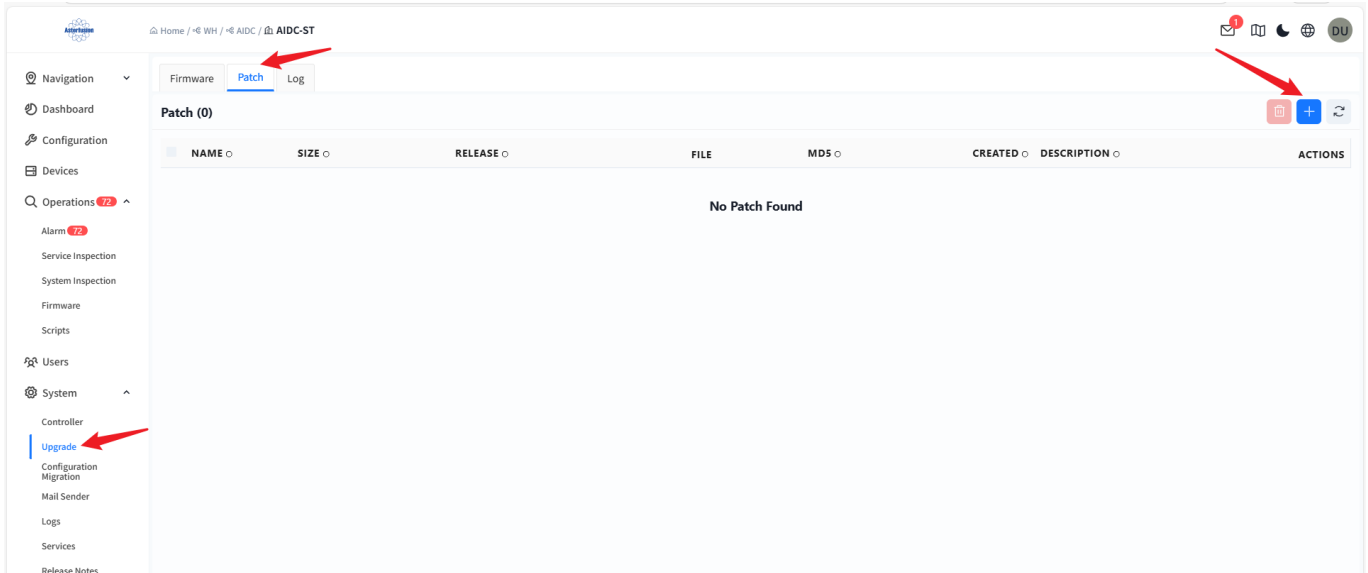 Asterfusion
Home / WH / AIDC / AIDC-ST
1
DU
Navigation
Dashboard
Configuration
Devices
Operations 72
Alarm 72
Service Inspection
System Inspection
Firmware
Scripts
Users
System
Controller
Upgrade
Configuration
Migration
Mail Sender
Logs
Services
Release Notes
Firmware Patch Log
Patch (0)
NAME SIZE RELEASE FILE MD5 CREATED DESCRIPTION ACTIONS
No Patch Found